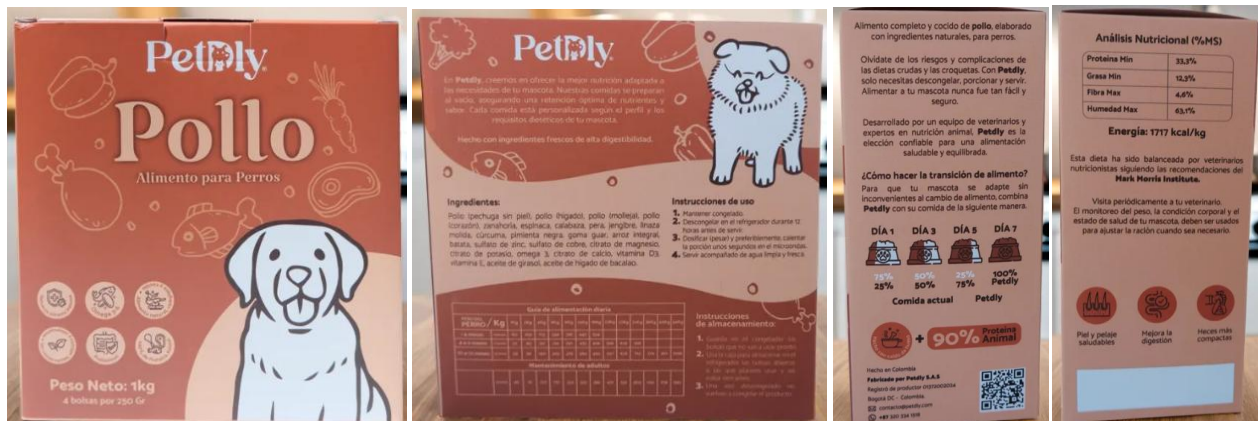 Petdly
Pollo
Alimento para Perros
Peso Neto: 1kg
4 bolsas por 250 Gr
Petdly
En Petdly, creemos en ofrecer la mejor nutrición adaptada a
las necesidades de tu mascota. Nuestras comidas se preparan
al vacío, asegurando una retención óptima de nutrientes y
sabor. Cada comida está personalizada según el perfil y los
requisitos dietéticos de tu mascota.
Hecho con ingredientes frescos de alta digestibilidad.
Ingredientes:
Pollo (pechuga sin piel), pollo (hígado), pollo (molleja), pollo
(corazón), zanahoria, espinaca, calabaza, pera, jengibre, linaza
molida, cúrcuma, pimienta negra, goma guar, arroz integral,
batata, sulfato de zinc, sulfato de cobre, citrato de magnesio,
citrato de potasio, omega 3, citrato de calcio, vitamina D3,
vitamina E, aceite de girasol, aceite de hígado de bacalao.
Instrucciones de uso
1. Mantener congelado.
2. Descongelar en el refrigerador durante 12
horas antes de servir.
3. Dosificar (pesar) y preferiblemente, calentar
la porción unos segundos en el microondas.
4. Servir acompañado de agua limpia y fresca.
Guía de alimentación diaria
PERRO / Kg
Mantenimiento de adultos
Instrucciones
de almacenamiento:
Alimento completo y cocido de pollo, elaborado
con ingredientes naturales, para perros.
Olvídate de los riesgos y complicaciones de
las dietas crudas y las croquetas. Con Petdly,
solo necesitas descongelar, porcionar y servir.
Alimentar a tu mascota nunca fue tan fácil y
seguro.
Desarrollado por un equipo de veterinarios y
expertos en nutrición animal, Petdly es la
elección confiable para una alimentación
saludable y equilibrada.
¿Cómo hacer la transición de alimento?
Para que tu mascota se adapte sin
inconvenientes al cambio de alimento, combina
Petdly con su comida de la siguiente manera.
DÍA 1 DÍA 3 DÍA 5 DÍA 7
75% 50% 25% 100%
25% 50% 75% Petdly
Comida actual Petdly
+ 90% Proteína Animal
Hecho en Colombia
Fabricado por Petdly S.A.S
Bogotá DC - Colombia
contacto@petdly.com
Análisis Nutricional (%MS)
Proteína Min 33,3%
Grasa Min 12,3%
Fibra Max 4,6%
Humedad Max 63,1%
Energía: 1717 kcal/kg
Esta dieta ha sido balanceada por veterinarios
nutricionistas siguiendo las recomendaciones del
Mark Morris Institute.
Visita periódicamente a tu veterinario.
El monitoreo del peso, la condición corporal y el
estado de salud de tu mascota, deben ser usados
para ajustar la ración cuando sea necesario.
Piel y pelaje
saludables
Mejora la
digestión
Heces más
compactas